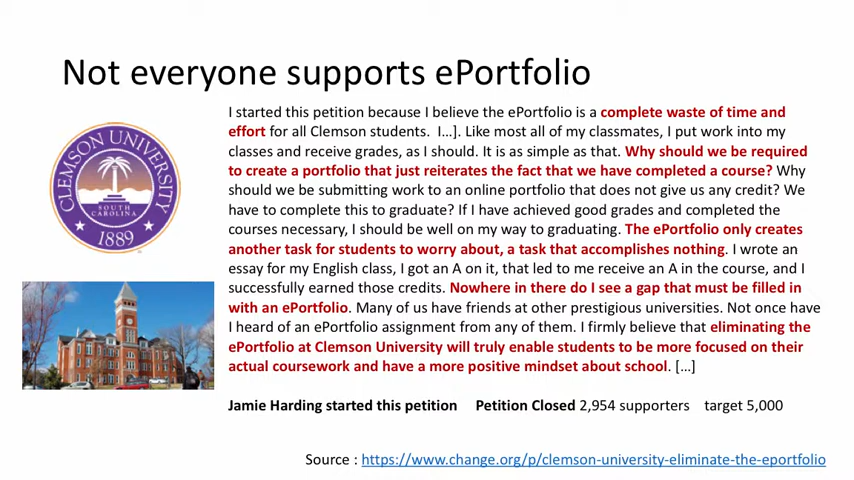 Not everyone supports ePortfolio
CLEMSON UNIVERSITY
SOUTH
CAROLINA
1889
I started this petition because I believe the ePortfolio is a complete waste of time and
effort for all Clemson students.  I…]. Like most all of my classmates, I put work into my
classes and receive grades, as I should. It is as simple as that. Why should we be required
to create a portfolio that just reiterates the fact that we have completed a course? Why
should we be submitting work to an online portfolio that does not give us any credit? We
have to complete this to graduate? If I have achieved good grades and completed the
courses necessary, I should be well on my way to graduating. The ePortfolio only creates
another task for students to worry about, a task that accomplishes nothing. I wrote an
essay for my English class, I got an A on it, that led to me receive an A in the course, and I
successfully earned those credits. Nowhere in there do I see a gap that must be filled in
with an ePortfolio. Many of us have friends at other prestigious universities. Not once have
I heard of an ePortfolio assignment from any of them. I firmly believe that eliminating the
ePortfolio at Clemson University will truly enable students to be more focused on their
actual coursework and have a more positive mindset about school. […]
Jamie Harding started this petition    Petition Closed 2,954 supporters   target 5,000
Source : https://www.change.org/p/clemson-university-eliminate-the-eportfolio